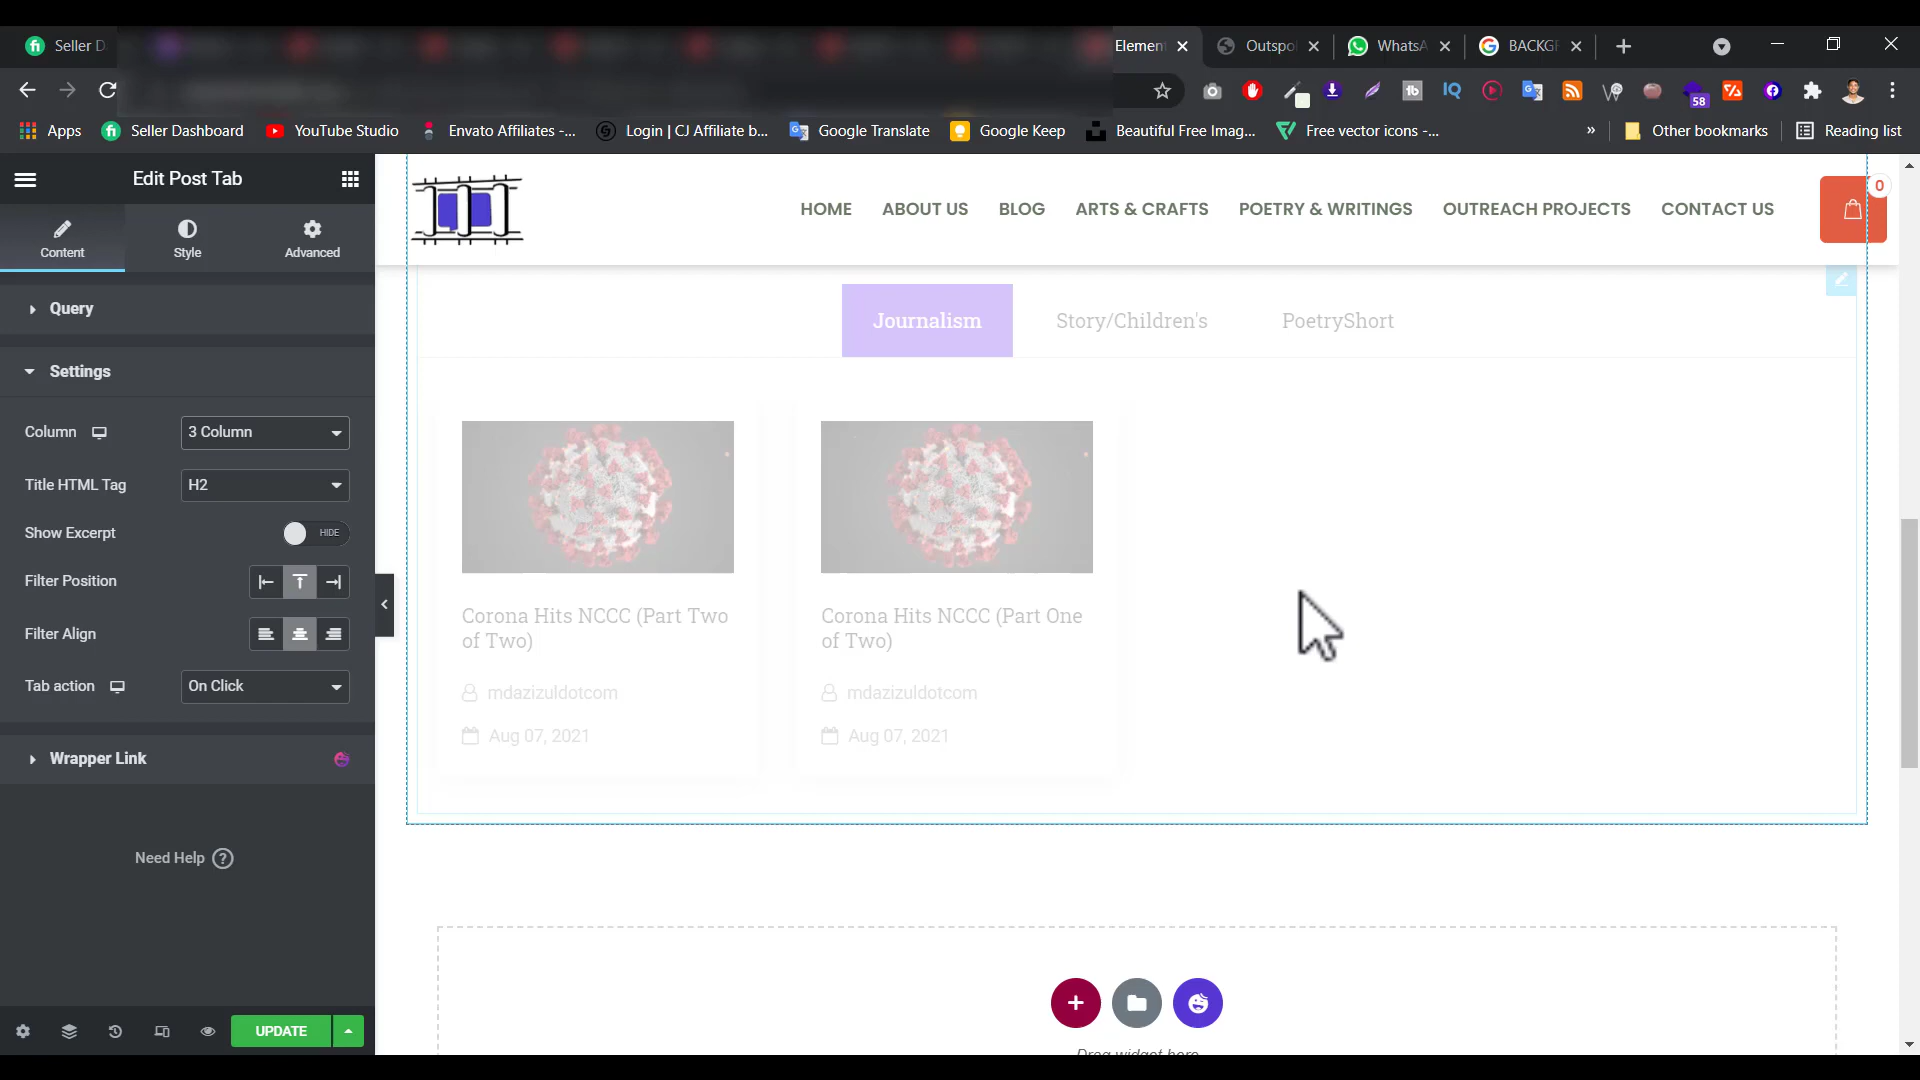 Seller D
Element
Outspo
WhatsA
BACKGR
58
Apps
Seller Dashboard
YouTube Studio
Envato Affiliates -...
Login | CJ Affiliate b...
Google Translate
Google Keep
Beautiful Free Imag...
Free vector icons -...
»
Other bookmarks
Reading list
Edit Post Tab
Content
Style
Advanced
Query
Settings
Column
3 Column
Title HTML Tag
H2
Show Excerpt
HIDE
Filter Position
Filter Align
Tab action
On Click
Wrapper Link
Need Help ?
UPDATE
HOME
ABOUT US
BLOG
ARTS & CRAFTS
POETRY & WRITINGS
OUTREACH PROJECTS
CONTACT US
0
Journalism
Story/Children's
PoetryShort
Corona Hits NCCC (Part Two
of Two)
mdazizuldotcom
Aug 07, 2021
Corona Hits NCCC (Part One
of Two)
mdazizuldotcom
Aug 07, 2021
Drag widget here